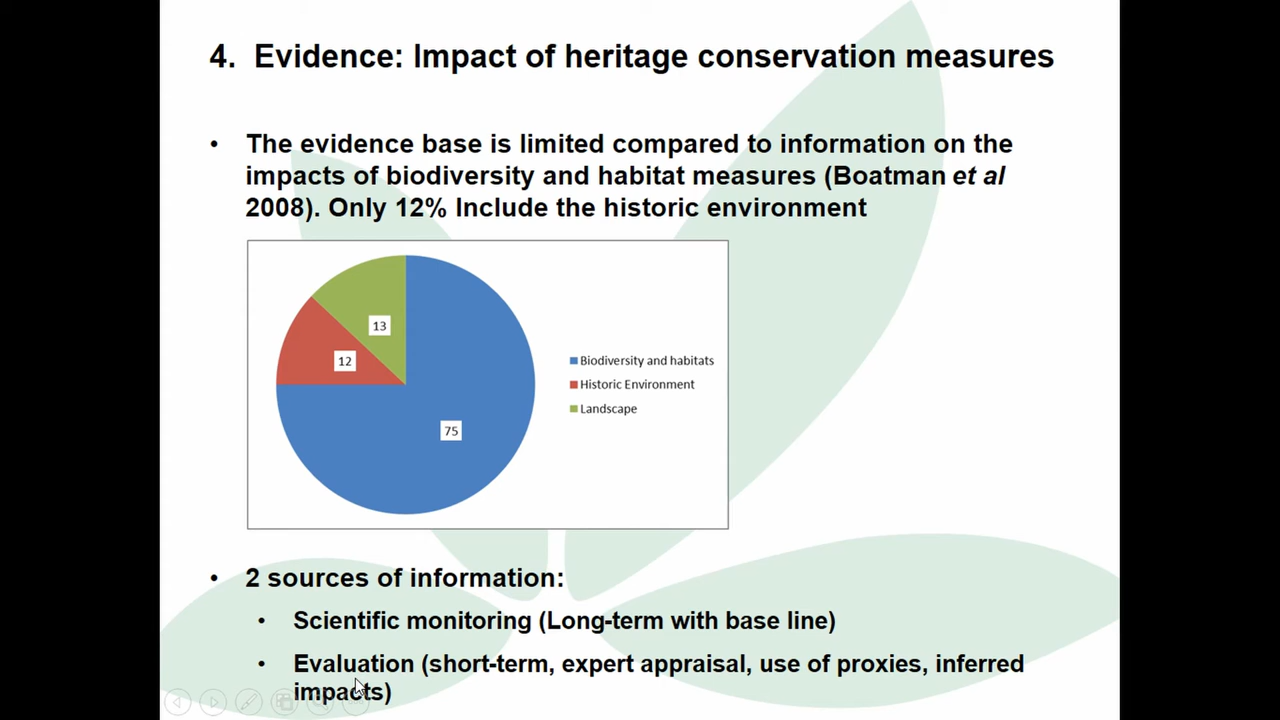 4. Evidence: Impact of heritage conservation measures
• The evidence base is limited compared to information on the
impacts of biodiversity and habitat measures (Boatman et al
2008). Only 12% Include the historic environment
13
12
75
Biodiversity and habitats
Historic Environment
Landscape
• 2 sources of information:
• Scientific monitoring (Long-term with base line)
• Evaluation (short-term, expert appraisal, use of proxies, inferred
impacts)